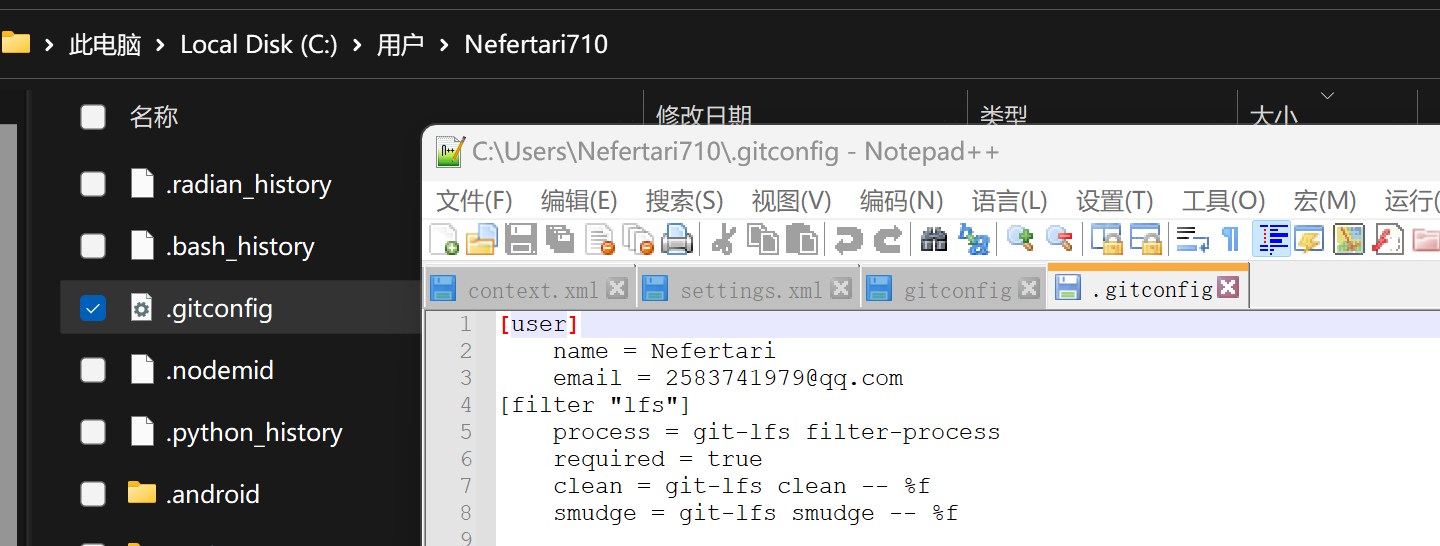 此电脑 > Local Disk (C:) > 用户 > Nefertari710
名称 修改日期 类型 大小
.radian_history
.bash_history
.gitconfig
.nodemid
.python_history
.android
C:\Users\Nefertari710\.gitconfig - Notepad++
文件(F) 编辑(E) 搜索(S) 视图(V) 编码(N) 语言(L) 设置(T) 工具(O) 宏(M) 运行(
context.xml settings.xml gitconfig .gitconfig
1 [user]
2 name = Nefertari
3 email = 2583741979@qq.com
4 [filter "lfs"]
5 process = git-lfs filter-process
6 required = true
7 clean = git-lfs clean -- %f
8 smudge = git-lfs smudge -- %f
9